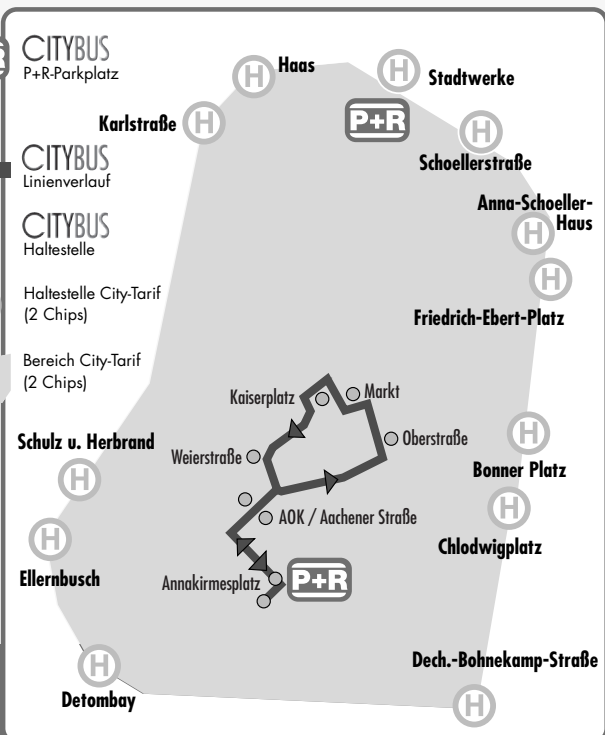 CITYBUS
P+R-Parkplatz
CITYBUS
Linienverlauf
CITYBUS
Haltestelle
Haltestelle City-Tarif
(2 Chips)
Bereich City-Tarif
(2 Chips)
H Haas
H Stadtwerke
Karlstraße H
P+R
H
Schoellerstraße
Anna-Schoeller-
Haus
H
H
Friedrich-Ebert-Platz
Kaiserplatz
Markt
Oberstraße
Weierstraße
AOK / Aachener Straße
Annakirmesplatz
P+R
Schulz u. Herbrand
H
H
Ellernbusch
H
Bonner Platz
H
Chlodwigplatz
H
Detombay
Dech.-Bohnekamp-Straße
H